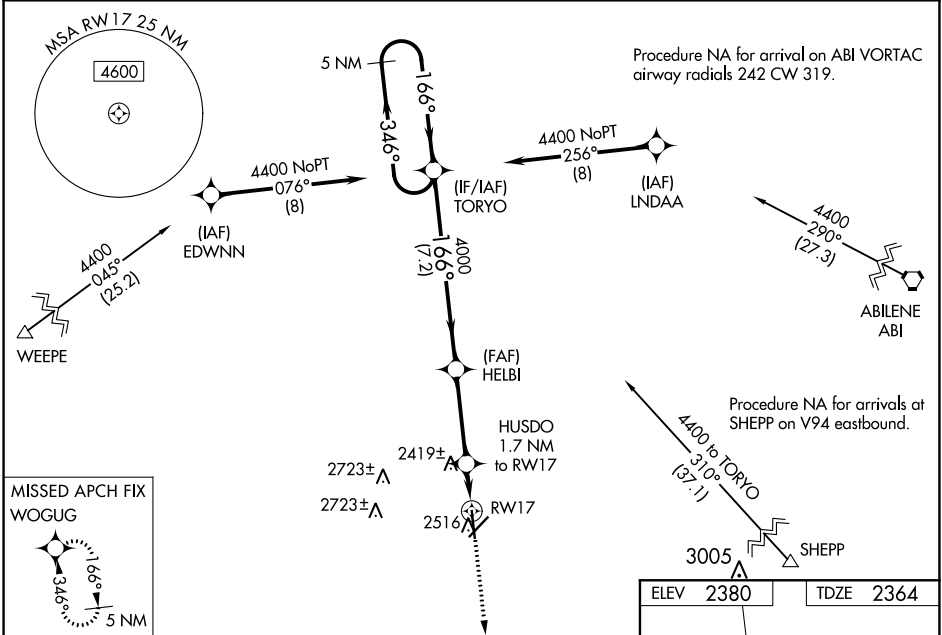 MSA RW17 25 NM
4600
5 NM
166°
346°
Procedure NA for arrival on ABI VORTAC
airway radials 242 CW 319.
4400 NoPT
076°
(8)
4400 NoPT
256°
(8)
(IF/IAF)
TORYO
(IAF)
LNDAA
(IAF)
EDWNN
4400
045°
(25.2)
WEEPE
4000
166°
(7.2)
4400
290°
(27.3)
ABILENE
ABI
(FAF)
HELBI
Procedure NA for arrivals at
SHEPP on V94 eastbound.
HUSDO
1.7 NM
to RW17
2419±
2723±
2723±
2516
RW17
4400 to TORYO
310°
(37.1)
SHEPP
3005
MISSED APCH FIX
WOGUG
166°
346°
5 NM
ELEV 2380
TDZE 2364